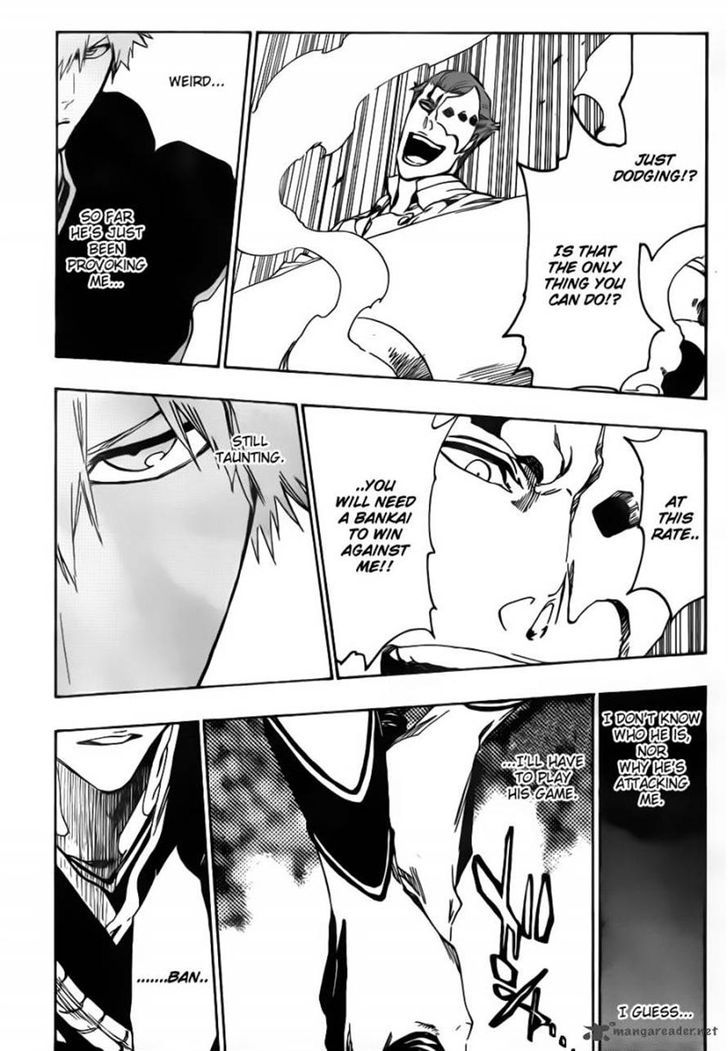 JUST
DODGING!?
IS THAT
THE ONLY
THING YOU
CAN DO!?
WEIRD...
SO FAR
HE'S JUST
BEEN
PROVOKING
ME...
AT
THIS
RATE..
..YOU
WILL NEED
A BANKAI
TO WIN
AGAINST
ME!!
STILL
TAUNTING.
I DON'T KNOW
WHO HE IS,
NOR
WHY HE'S
ATTACKING
ME.
I GUESS...
...I'LL HAVE
TO PLAY
HIS GAME.
.......BAN..
mangareader.net